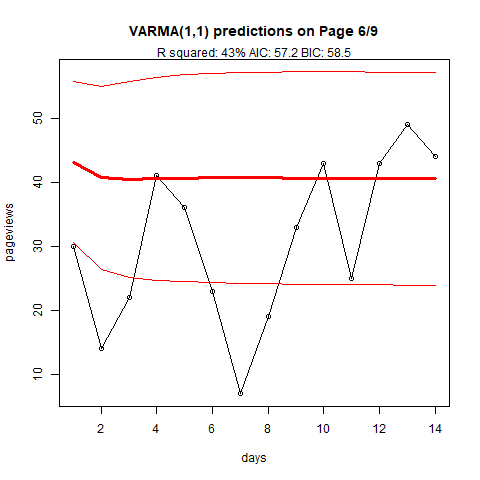 VARMA(1,1) predictions on Page 6/9
R squared: 43% AIC: 57.2 BIC: 58.5
50
40
30
20
10
pageviews
2 4 6 8 10 12 14
days